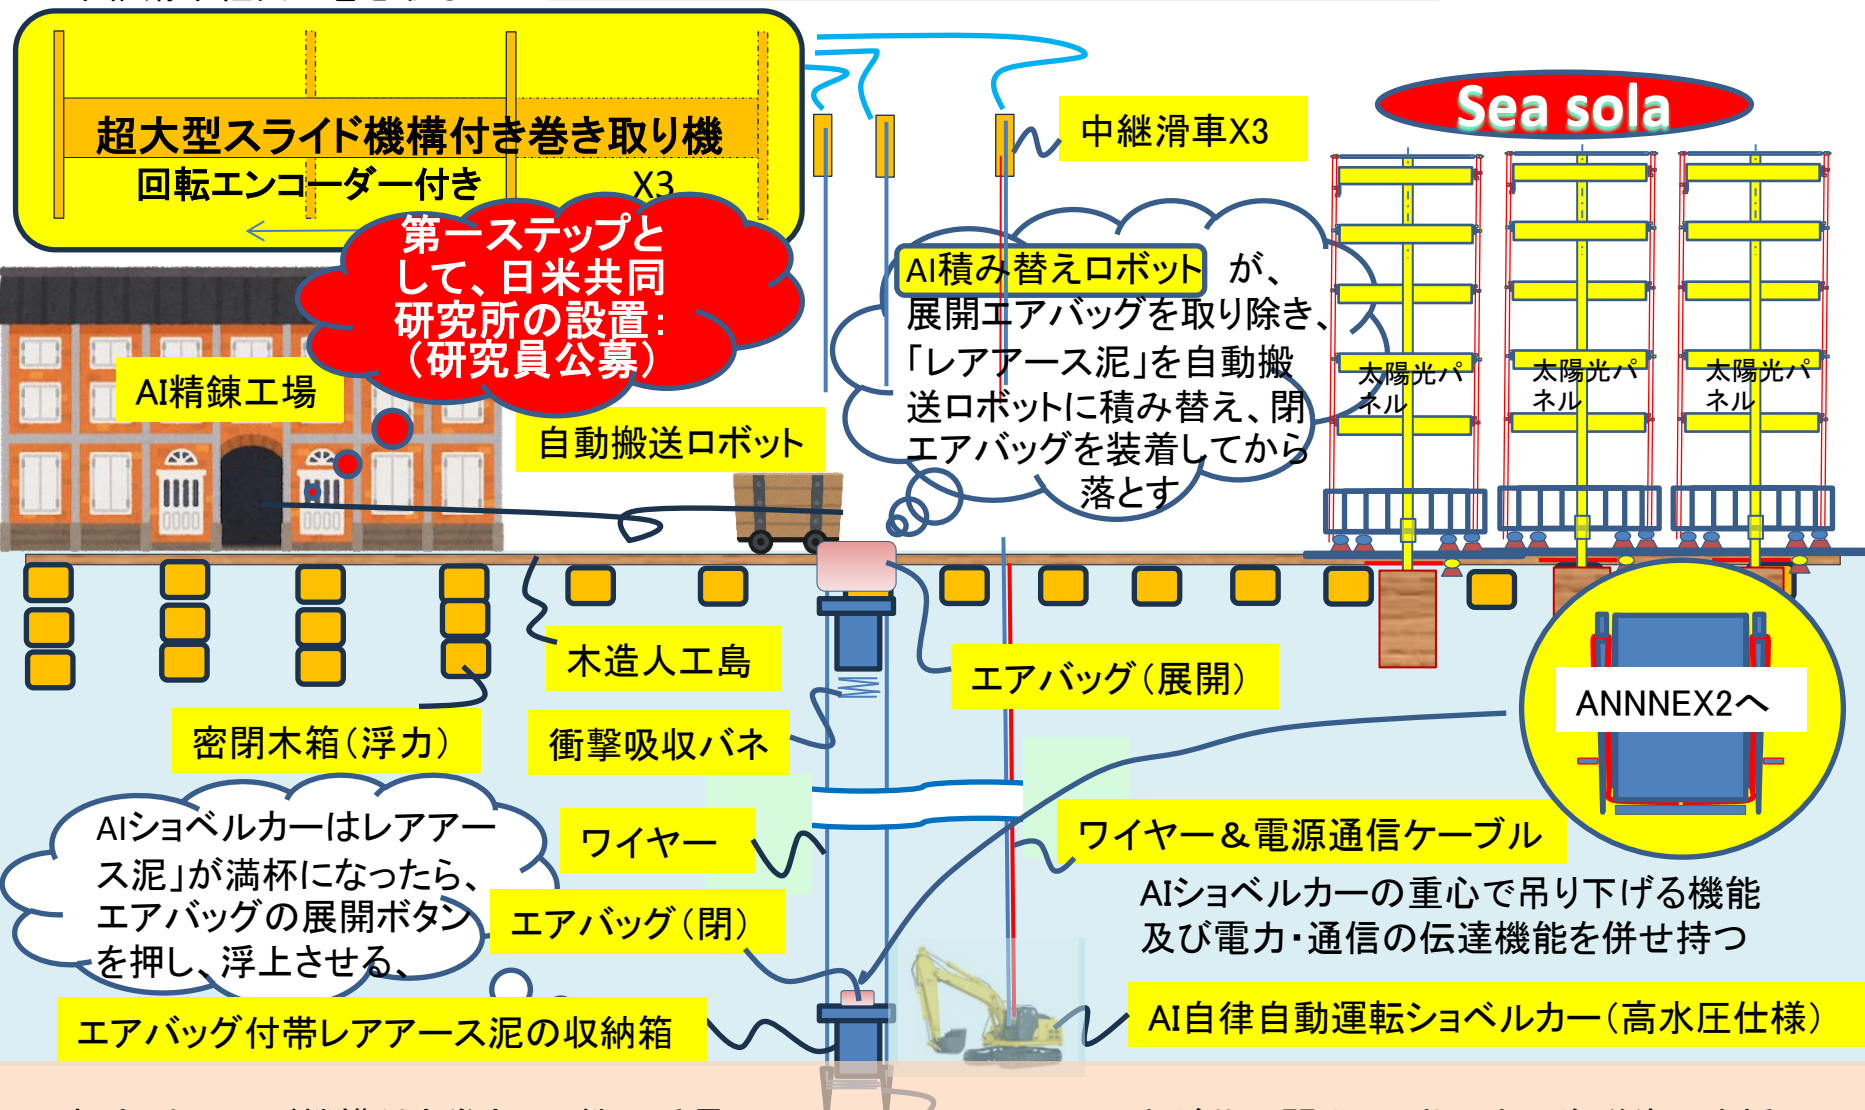 超大型スライド機構付き巻き取り機
回転エンコーダー付き
X3
中継滑車X3
Sea sola
第一ステップと
して、日米共同
研究所の設置：
（研究員公募）
AI積み替えロボット が、
展開エアバッグを取り除き、
「レアアース泥」を自動搬
送ロボットに積み替え、閉
エアバッグを装着してから
落とす
太陽光パ
ネル
太陽光パ
ネル
太陽光パ
ネル
AI精錬工場
自動搬送ロボット
木造人工島
エアバッグ（展開）
密閉木箱（浮力）
衝撃吸収バネ
ANNNEX2へ
AIショベルカーはレアアー
ス泥」が満杯になったら、
エアバッグの展開ボタン
を押し、浮上させる、
ワイヤー
ワイヤー＆電源通信ケーブル
エアバッグ（閉）
AIショベルカーの重心で吊り下げる機能
及び電力・通信の伝達機能を併せ持つ
エアバッグ付帯レアアース泥の収納箱
AI自律自動運転ショベルカー（高水圧仕様）